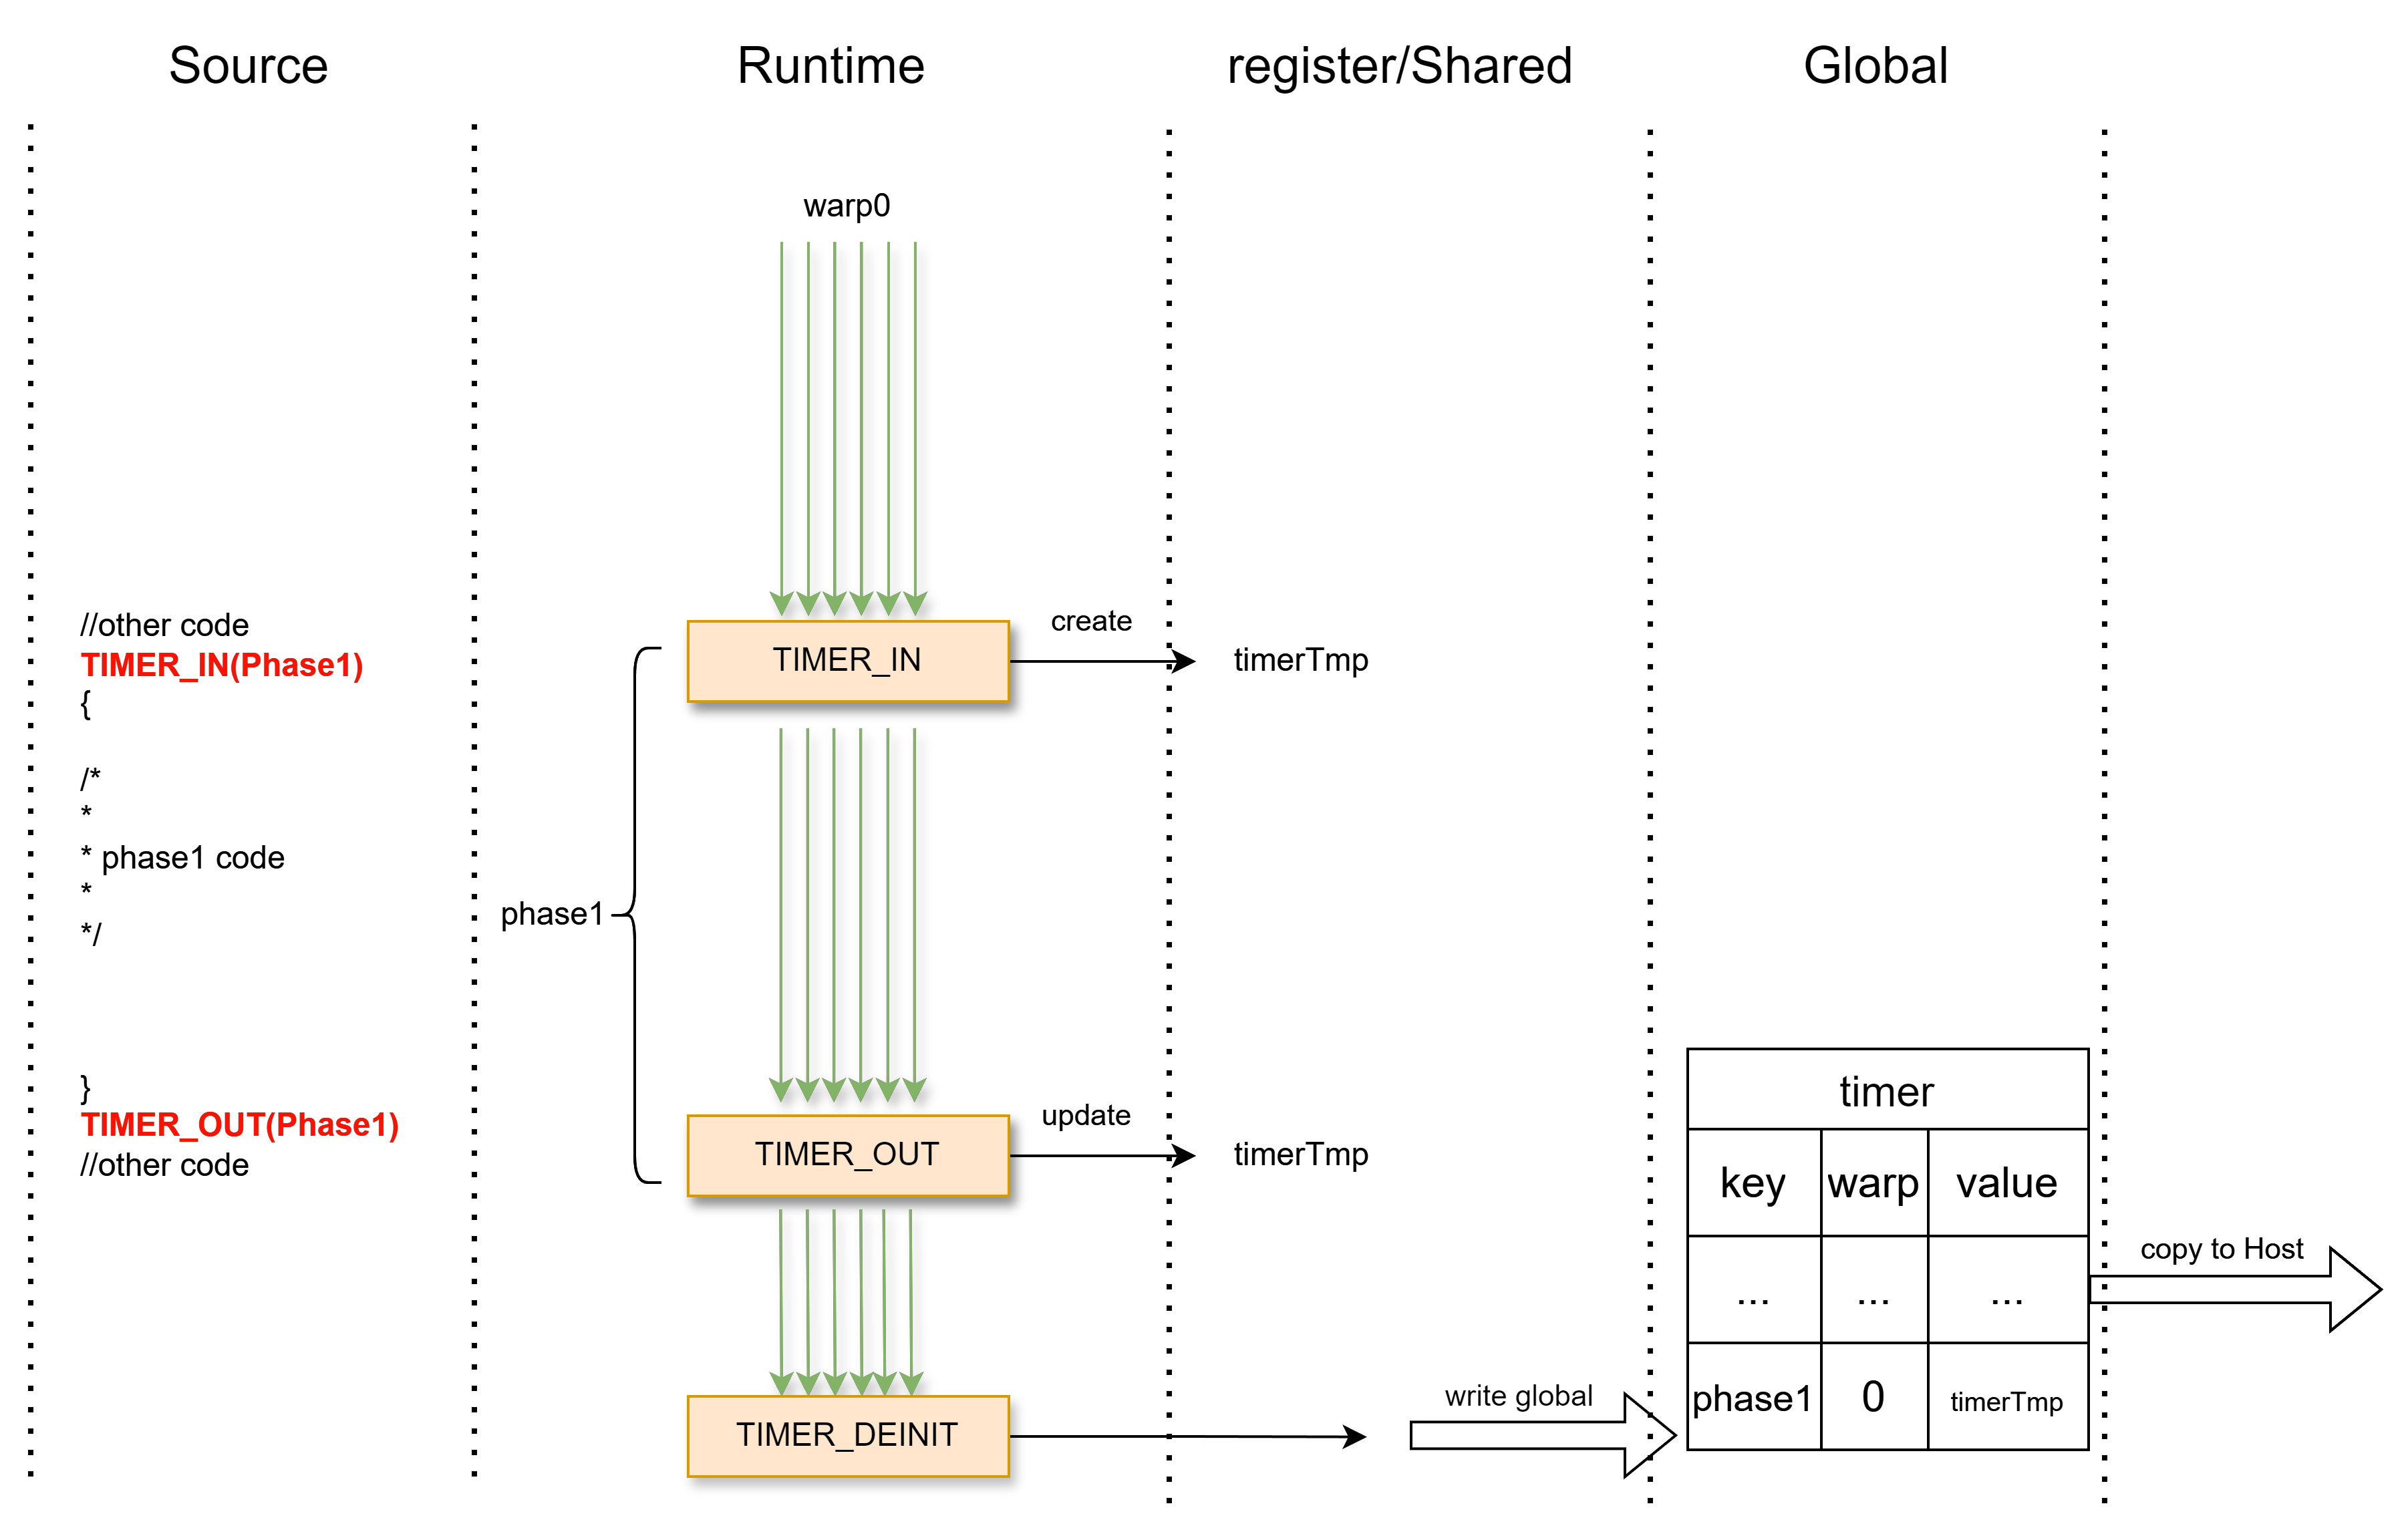 Source
Runtime
register/Shared
Global
warp0
//other code
TIMER_IN(Phase1)
{
/*
*
* phase1 code
*
*/
}
TIMER_OUT(Phase1)
//other code
phase1
TIMER_IN
create
timerTmp
TIMER_OUT
update
timerTmp
TIMER_DEINIT
write global
timer
key warp value
... ... ...
phase1 0 timerTmp
copy to Host